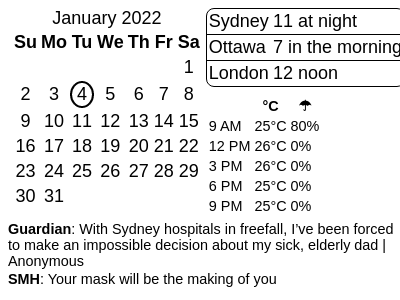 January 2022
Su Mo Tu We Th Fr Sa
1
2 3 4 5 6 7 8
9 10 11 12 13 14 15
16 17 18 19 20 21 22
23 24 25 26 27 28 29
30 31
Sydney 11 at night
Ottawa 7 in the morning
London 12 noon
°C ☂
9 AM 25°C 80%
12 PM 26°C 0%
3 PM 26°C 0%
6 PM 25°C 0%
9 PM 25°C 0%
Guardian: With Sydney hospitals in freefall, I’ve been forced
to make an impossible decision about my sick, elderly dad |
Anonymous
SMH: Your mask will be the making of you